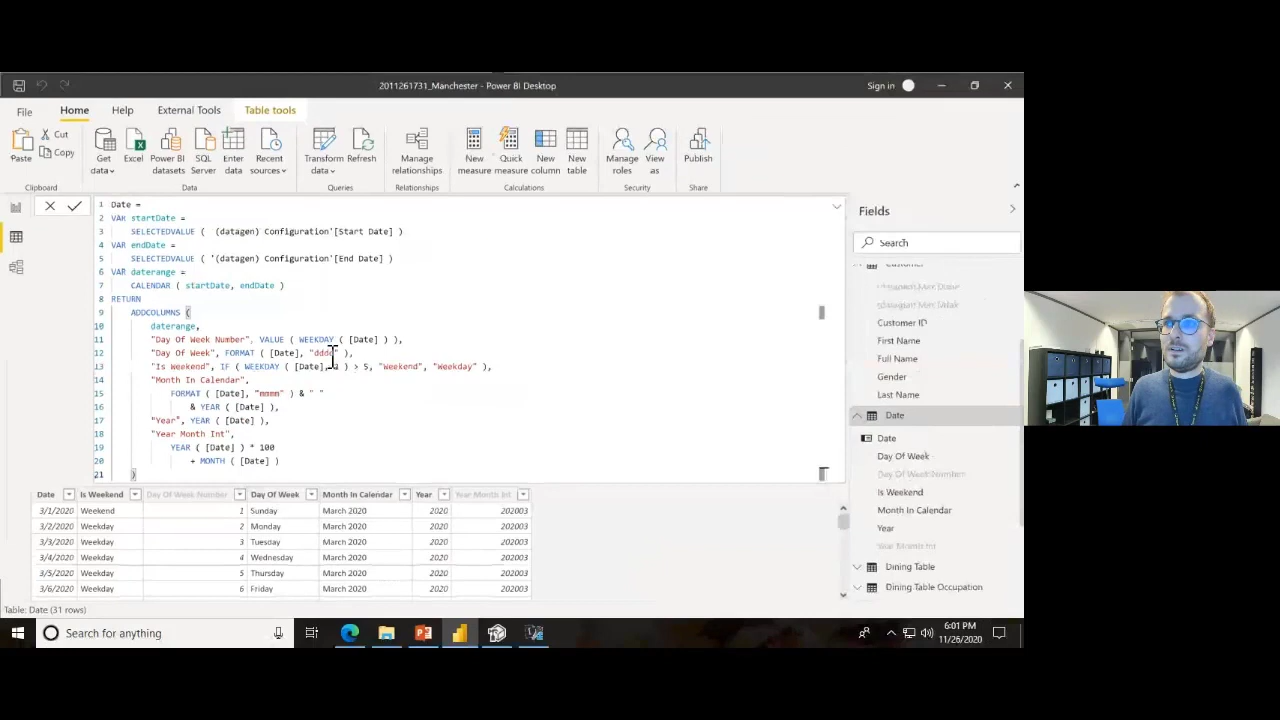 2011261731_Manchester - Power BI Desktop
Sign in
File
Home
Help
External Tools
Table tools
Paste
Cut
Copy
Get data
Excel
Power BI datasets
SQL Server
Enter data
Recent sources
Transform data
Refresh
Manage relationships
New measure
Quick measure
New column
New table
Manage roles
View as
Publish
Clipboard
Data
Queries
Relationships
Calculations
Security
Share
1 Date =
2 VAR startDate =
3 SELECTEDVALUE ( (datagen) Configuration'[Start Date] )
4 VAR endDate =
5 SELECTEDVALUE ( '(datagen) Configuration'[End Date] )
6 VAR daterange =
7 CALENDAR ( startDate, endDate )
8 RETURN
9 ADDCOLUMNS (
10 daterange,
11 "Day Of Week Number", VALUE ( WEEKDAY ( [Date] ) ),
12 "Day Of Week", FORMAT ( [Date], "dddd" ),
13 "Is Weekend", IF ( WEEKDAY ( [Date], ) > 5, "Weekend", "Weekday" ),
14 "Month In Calendar",
15 FORMAT ( [Date], "mmmm" ) & " "
16 & YEAR ( [Date] ),
17 "Year", YEAR ( [Date] ),
18 "Year Month Int",
19 YEAR ( [Date] ) * 100
20 + MONTH ( [Date] )
21 )
Date Is Weekend Day Of Week Number Day Of Week Month In Calendar Year Year Month Int
3/1/2020 Weekend 1 Sunday March 2020 2020 202003
3/2/2020 Weekday 2 Monday March 2020 2020 202003
3/3/2020 Weekday 3 Tuesday March 2020 2020 202003
3/4/2020 Weekday 4 Wednesday March 2020 2020 202003
3/5/2020 Weekday 5 Thursday March 2020 2020 202003
3/6/2020 Weekday 6 Friday March 2020 2020 202003
Table: Date (31 rows)
Fields
Search
Customer
Customer ID
First Name
Full Name
Gender
Last Name
Date
Date
Day Of Week
Day Of Week Number
Is Weekend
Month In Calendar
Year
Year Month Int
Dining Table
Dining Table Occupation
Search for anything
6:01 PM
11/26/2020